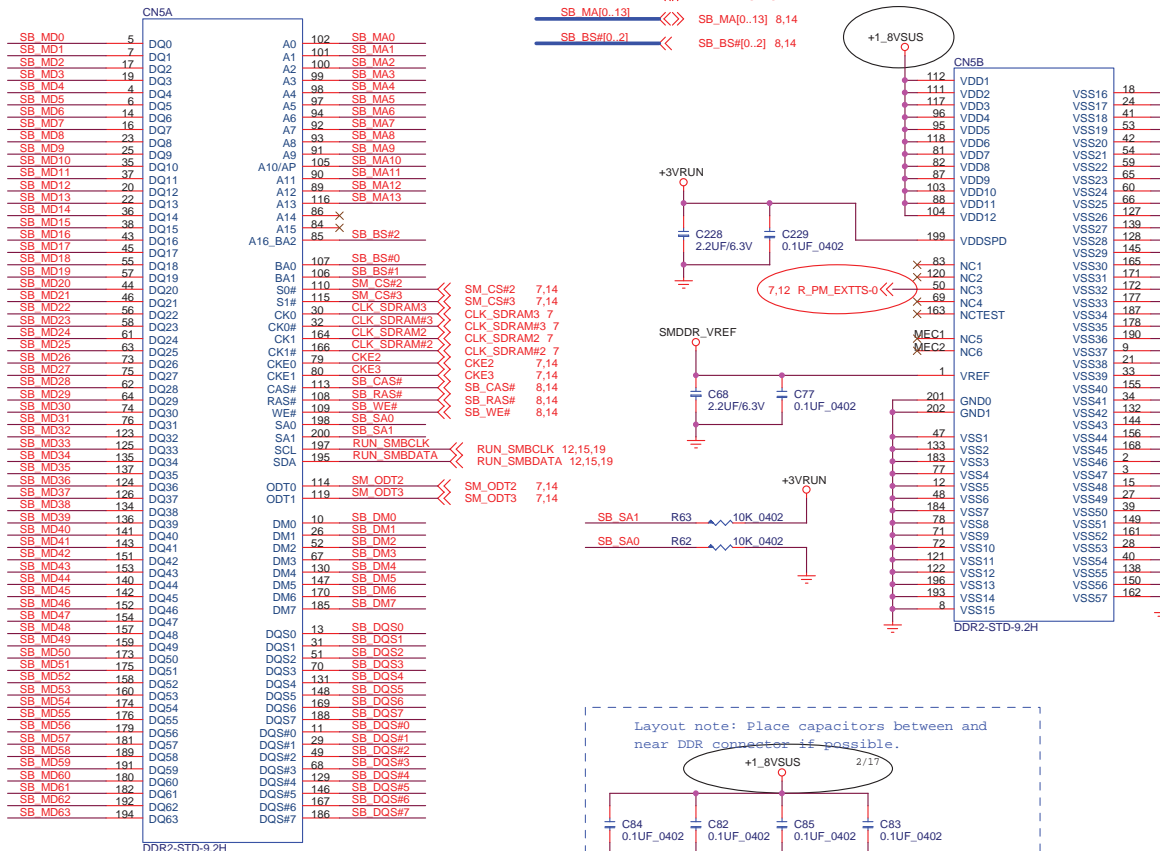 CN5A
SB_MD0 5 DQ0
SB_MD1 7 DQ1
SB_MD2 17 DQ2
SB_MD3 19 DQ3
SB_MD4 4 DQ4
SB_MD5 6 DQ5
SB_MD6 14 DQ6
SB_MD7 16 DQ7
SB_MD8 23 DQ8
SB_MD9 25 DQ9
SB_MD10 35 DQ10
SB_MD11 37 DQ11
SB_MD12 20 DQ12
SB_MD13 22 DQ13
SB_MD14 36 DQ14
SB_MD15 38 DQ15
SB_MD16 43 DQ16
SB_MD17 45 DQ17
SB_MD18 55 DQ18
SB_MD19 57 DQ19
SB_MD20 44 DQ20
SB_MD21 46 DQ21
SB_MD22 56 DQ22
SB_MD23 58 DQ23
SB_MD24 61 DQ24
SB_MD25 63 DQ25
SB_MD26 73 DQ26
SB_MD27 75 DQ27
SB_MD28 62 DQ28
SB_MD29 64 DQ29
SB_MD30 74 DQ30
SB_MD31 76 DQ31
SB_MD32 123 DQ32
SB_MD33 125 DQ33
SB_MD34 135 DQ34
SB_MD35 137 DQ35
SB_MD36 124 DQ36
SB_MD37 126 DQ37
SB_MD38 134 DQ38
SB_MD39 136 DQ39
SB_MD40 141 DQ40
SB_MD41 143 DQ41
SB_MD42 151 DQ42
SB_MD43 153 DQ43
SB_MD44 140 DQ44
SB_MD45 142 DQ45
SB_MD46 152 DQ46
SB_MD47 154 DQ47
SB_MD48 157 DQ48
SB_MD49 159 DQ49
SB_MD50 173 DQ50
SB_MD51 175 DQ51
SB_MD52 158 DQ52
SB_MD53 160 DQ53
SB_MD54 174 DQ54
SB_MD55 176 DQ55
SB_MD56 179 DQ56
SB_MD57 181 DQ57
SB_MD58 189 DQ58
SB_MD59 191 DQ59
SB_MD60 180 DQ60
SB_MD61 182 DQ61
SB_MD62 192 DQ62
SB_MD63 194 DQ63
A0 102 SB_MA0
A1 101 SB_MA1
A2 100 SB_MA2
A3 99 SB_MA3
A4 98 SB_MA4
A5 97 SB_MA5
A6 94 SB_MA6
A7 92 SB_MA7
A8 93 SB_MA8
A9 91 SB_MA9
A10/AP 105 SB_MA10
A11 90 SB_MA11
A12 89 SB_MA12
A13 116 SB_MA13
A14 86
A15 84
A16_BA2 85 SB_BS#2
BA0 107 SB_BS#0
BA1 106 SB_BS#1
S0# 110 SM_CS#2 SM_CS#2 7,14
S1# 115 SM_CS#3 SM_CS#3 7,14
CK0 30 CLK_SDRAM3 CLK_SDRAM3 7
CK0# 32 CLK_SDRAM#3 CLK_SDRAM#3 7
CK1 164 CLK_SDRAM2 CLK_SDRAM2 7
CK1# 166 CLK_SDRAM#2 CLK_SDRAM#2 7
CKE0 79 CKE2 CKE2 7,14
CKE1 80 CKE3 CKE3 7,14
CAS# 113 SB_CAS# SB_CAS# 8,14
RAS# 108 SB_RAS# SB_RAS# 8,14
WE# 109 SB_WE# SB_WE# 8,14
SA0 198 SB_SA0
SA1 200 SB_SA1
SCL 197 RUN_SMBCLK RUN_SMBCLK 12,15,19
SDA 195 RUN_SMBDATA RUN_SMBDATA 12,15,19
ODT0 114 SM_ODT2 SM_ODT2 7,14
ODT1 119 SM_ODT3 SM_ODT3 7,14
DM0 10 SB_DM0
DM1 26 SB_DM1
DM2 52 SB_DM2
DM3 67 SB_DM3
DM4 130 SB_DM4
DM5 147 SB_DM5
DM6 170 SB_DM6
DM7 185 SB_DM7
DQS0 13 SB_DQS0
DQS1 31 SB_DQS1
DQS2 51 SB_DQS2
DQS3 70 SB_DQS3
DQS4 131 SB_DQS4
DQS5 148 SB_DQS5
DQS6 169 SB_DQS6
DQS7 188 SB_DQS7
DQS#0 11 SB_DQS#0
DQS#1 29 SB_DQS#1
DQS#2 49 SB_DQS#2
DQS#3 68 SB_DQS#3
DQS#4 129 SB_DQS#4
DQS#5 146 SB_DQS#5
DQS#6 167 SB_DQS#6
DQS#7 186 SB_DQS#7
DDR2-STD-9.2H
SB_MA[0..13] SB_MA[0..13] 8,14
SB_BS#[0..2] SB_BS#[0..2] 8,14
+1_8VSUS
+3VRUN
C228
2.2UF/6.3V
C229
0.1UF_0402
7,12 R_PM_EXTTS-0
SMDDR_VREF
C68
2.2UF/6.3V
C77
0.1UF_0402
+3VRUN
SB_SA1 R63 10K_0402
SB_SA0 R62 10K_0402
CN5B
112 VDD1
111 VDD2
117 VDD3
96 VDD4
95 VDD5
118 VDD6
81 VDD7
82 VDD8
87 VDD9
103 VDD10
88 VDD11
104 VDD12
199 VDDSPD
83 NC1
120 NC2
50 NC3
69 NC4
163 NCTEST
MEC1 NC5
MEC2 NC6
1 VREF
201 GND0
202 GND1
47 VSS1
133 VSS2
183 VSS3
77 VSS4
12 VSS5
48 VSS6
184 VSS7
78 VSS8
71 VSS9
72 VSS10
121 VSS11
122 VSS12
196 VSS13
193 VSS14
8 VSS15
VSS16 18
VSS17 24
VSS18 41
VSS19 53
VSS20 42
VSS21 54
VSS22 59
VSS23 65
VSS24 60
VSS25 66
VSS26 127
VSS27 139
VSS28 128
VSS29 145
VSS30 165
VSS31 171
VSS32 172
VSS33 177
VSS34 187
VSS35 178
VSS36 190
VSS37 9
VSS38 21
VSS39 33
VSS40 155
VSS41 34
VSS42 132
VSS43 144
VSS44 156
VSS45 168
VSS46 2
VSS47 3
VSS48 15
VSS49 27
VSS50 39
VSS51 149
VSS52 161
VSS53 28
VSS54 40
VSS55 138
VSS56 150
VSS57 162
DDR2-STD-9.2H
Layout note: Place capacitors between and
near DDR connector if possible.
+1_8VSUS 2/17
C84
0.1UF_0402
C82
0.1UF_0402
C85
0.1UF_0402
C83
0.1UF_0402